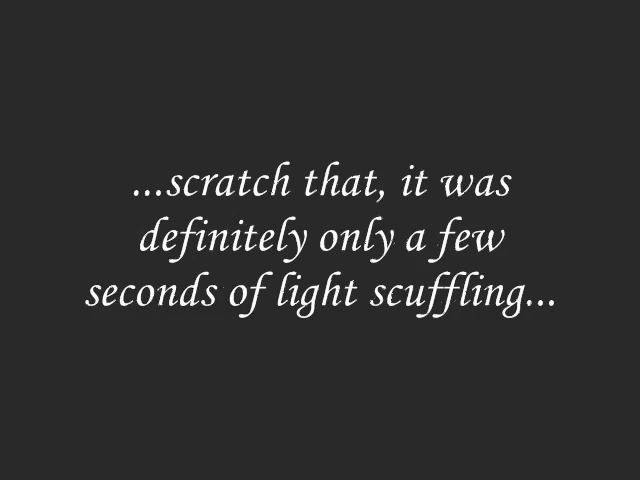 ...scratch that, it was
definitely only a few
seconds of light scuffling...